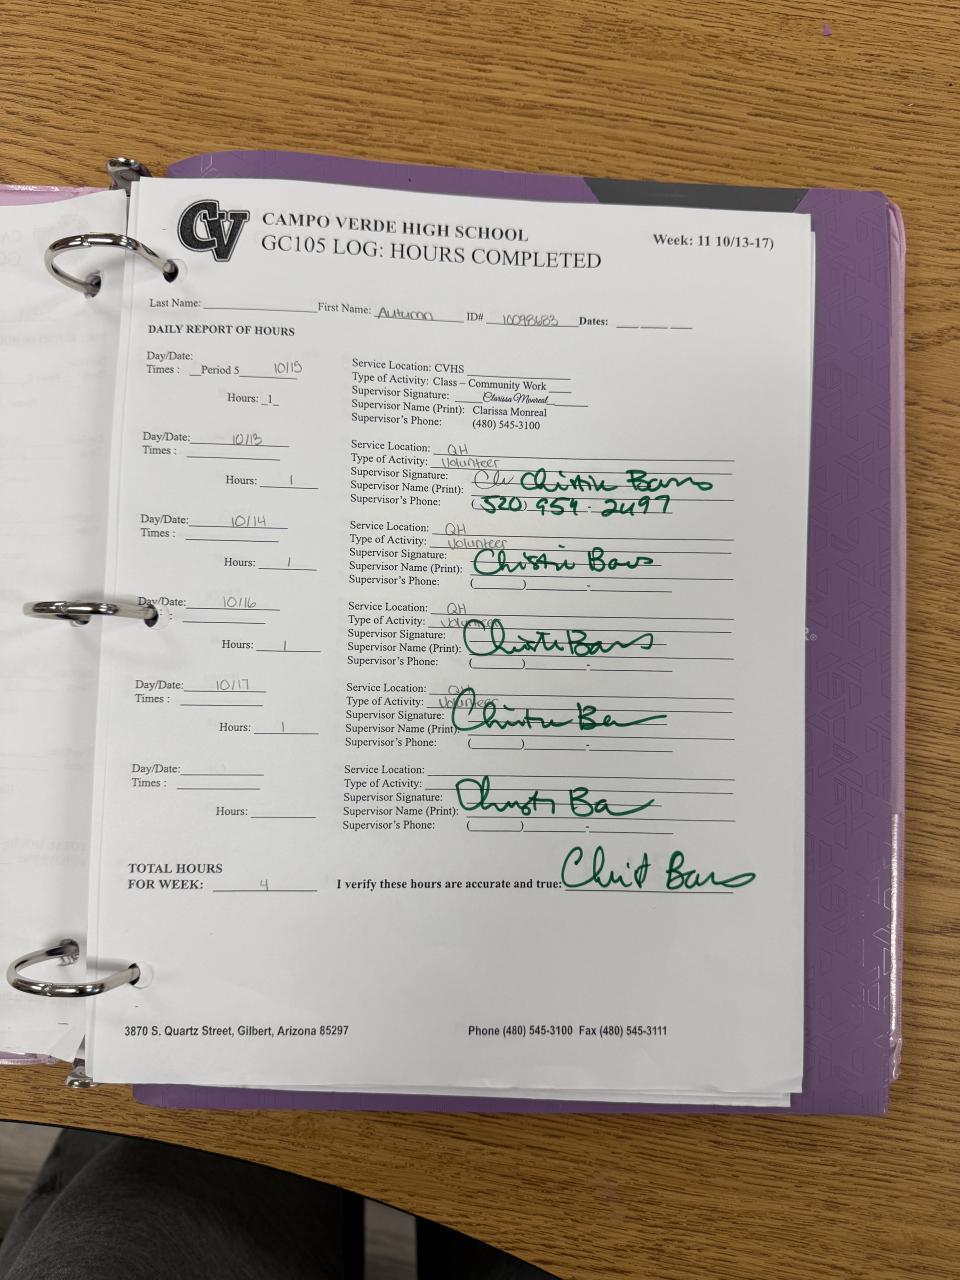 CV
CAMPO VERDE HIGH SCHOOL
GC105 LOG: HOURS COMPLETED
Week: 11 10/13-17)
Last Name: First Name: Autumn ID# 10098683 Dates:
DAILY REPORT OF HOURS
Day/Date:
Times : Period 5 10/15
Hours: 1
Service Location: CVHS
Type of Activity: Class – Community Work
Supervisor Signature: Clarissa Monreal
Supervisor Name (Print): Clarissa Monreal
Supervisor's Phone: (480) 545-3100
Day/Date: 10/13
Times :
Hours: 1
Service Location: QH
Type of Activity: Volunteer
Supervisor Signature:
Supervisor Name (Print):
Supervisor's Phone: (520) 954-2497
Day/Date: 10/14
Times :
Hours: 1
Service Location: QH
Type of Activity: Volunteer
Supervisor Signature:
Supervisor Name (Print):
Supervisor's Phone: ( ) -
Day/Date: 10/16
Hours: 1
Service Location: QH
Type of Activity: Volunteer
Supervisor Signature:
Supervisor Name (Print):
Supervisor's Phone: ( ) -
Day/Date: 10/17
Times :
Hours: 1
Service Location: QH
Type of Activity: Volunteer
Supervisor Signature:
Supervisor Name (Print):
Supervisor's Phone: ( ) -
Day/Date:
Times :
Hours:
Service Location:
Type of Activity:
Supervisor Signature:
Supervisor Name (Print):
Supervisor's Phone: ( ) -
TOTAL HOURS
FOR WEEK: 4 I verify these hours are accurate and true:
3870 S. Quartz Street, Gilbert, Arizona 85297 Phone (480) 545-3100 Fax (480) 545-3111